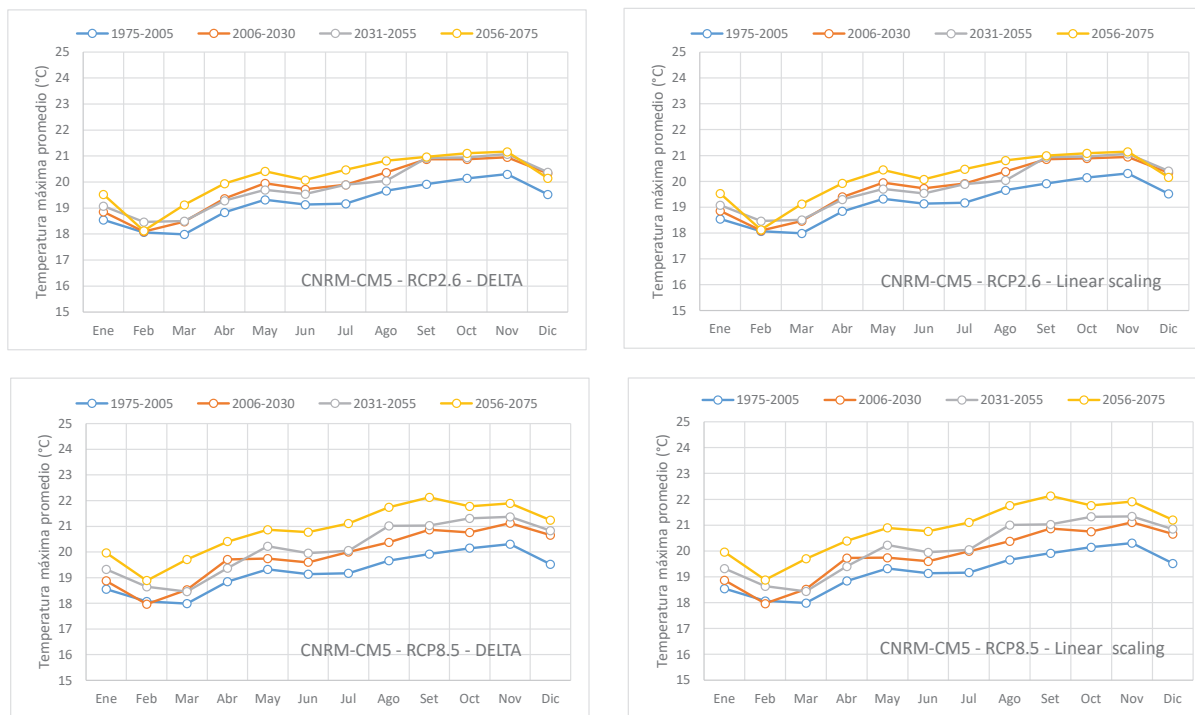 1975-2005 2006-2030 2031-2055 2056-2075
Temperatura máxima promedio (°C)
25
24
23
22
21
20
19
18
17
16
15
CNRM-CM5 - RCP2.6 - DELTA
Ene Feb Mar Abr May Jun Jul Ago Set Oct Nov Dic
1975-2005 2006-2030 2031-2055 2056-2075
Temperatura máxima promedio (°C)
25
24
23
22
21
20
19
18
17
16
15
CNRM-CM5 - RCP2.6 - Linear scaling
Ene Feb Mar Abr May Jun Jul Ago Set Oct Nov Dic
1975-2005 2006-2030 2031-2055 2056-2075
Temperatura máxima promedio (°C)
25
24
23
22
21
20
19
18
17
16
15
CNRM-CM5 - RCP8.5 - DELTA
Ene Feb Mar Abr May Jun Jul Ago Set Oct Nov Dic
1975-2005 2006-2030 2031-2055 2056-2075
Temperatura máxima promedio (°C)
25
24
23
22
21
20
19
18
17
16
15
CNRM-CM5 - RCP8.5 - Linear scaling
Ene Feb Mar Abr May Jun Jul Ago Set Oct Nov Dic